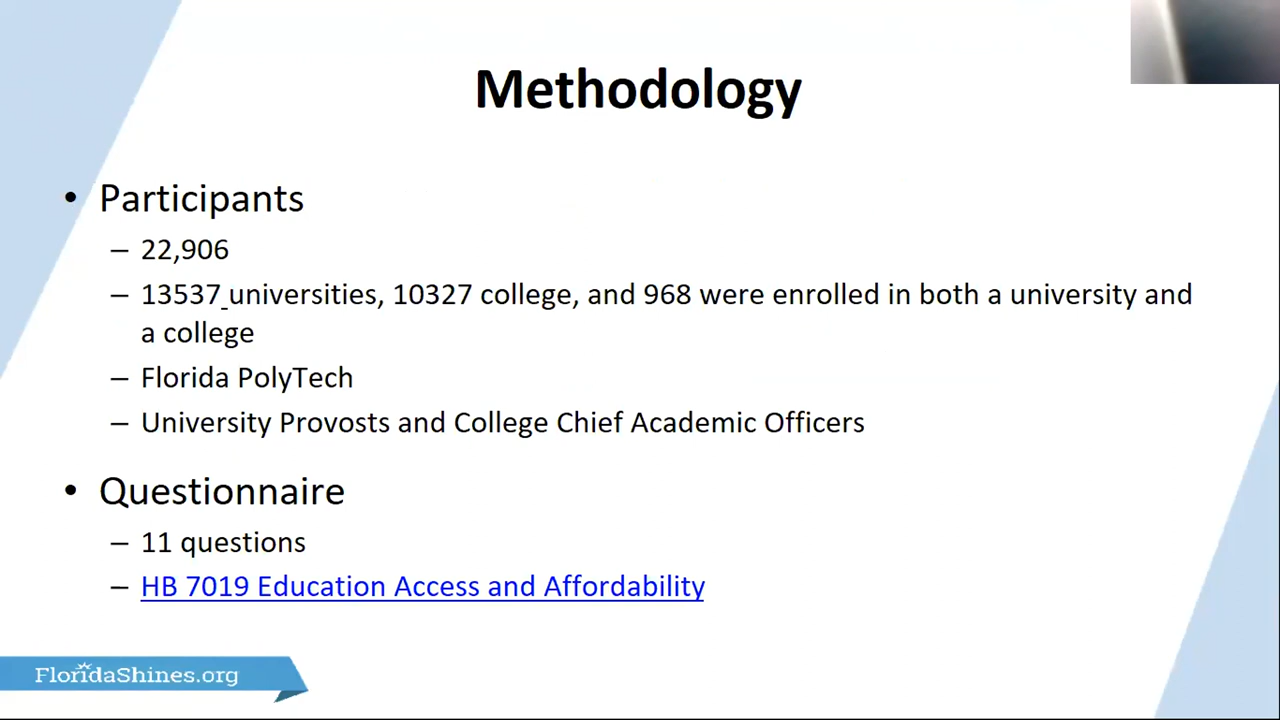 Methodology
• Participants
– 22,906
– 13537 universities, 10327 college, and 968 were enrolled in both a university and
a college
– Florida PolyTech
– University Provosts and College Chief Academic Officers
• Questionnaire
– 11 questions
– HB 7019 Education Access and Affordability
FloridaShines.org